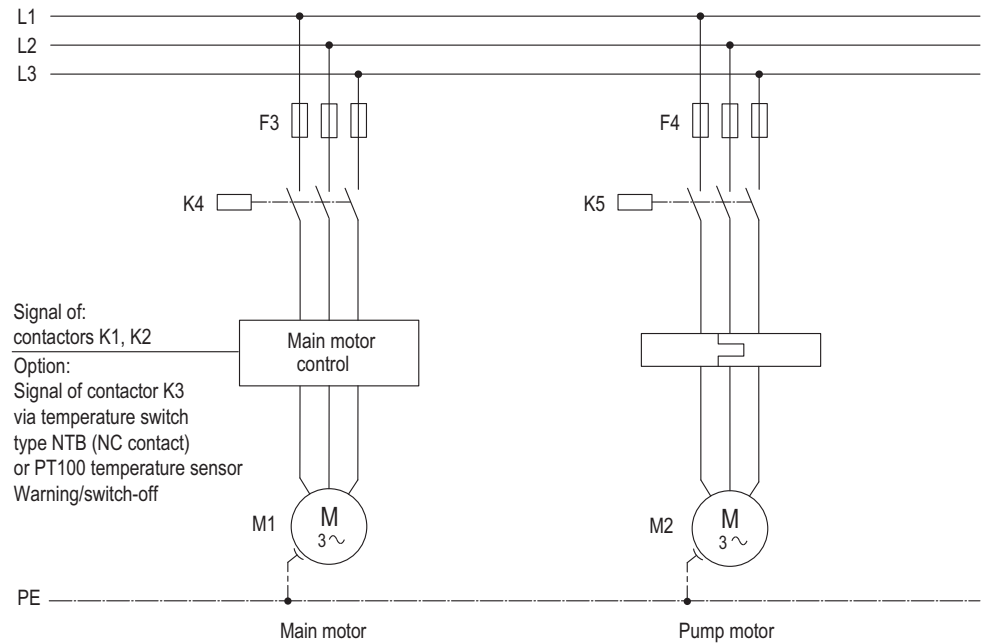 L1
L2
L3
F3
F4
K4
K5
Signal of:
contactors K1, K2
Option:
Signal of contactor K3
via temperature switch
type NTB (NC contact)
or PT100 temperature sensor
Warning/switch-off
Main motor
control
M1
M
3~
M2
M
3~
PE
Main motor
Pump motor